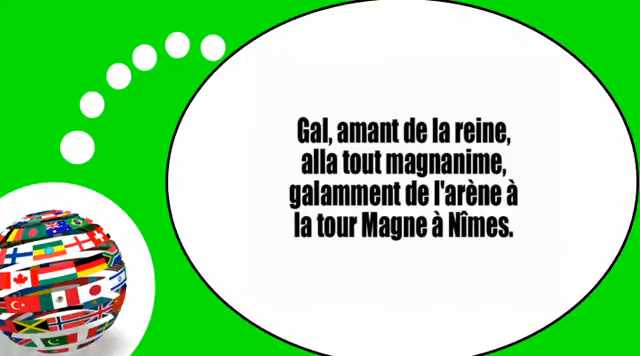 Gal, amant de la reine,
alla tout magnanime,
galamment de l'arène à
la tour Magne à Nîmes.